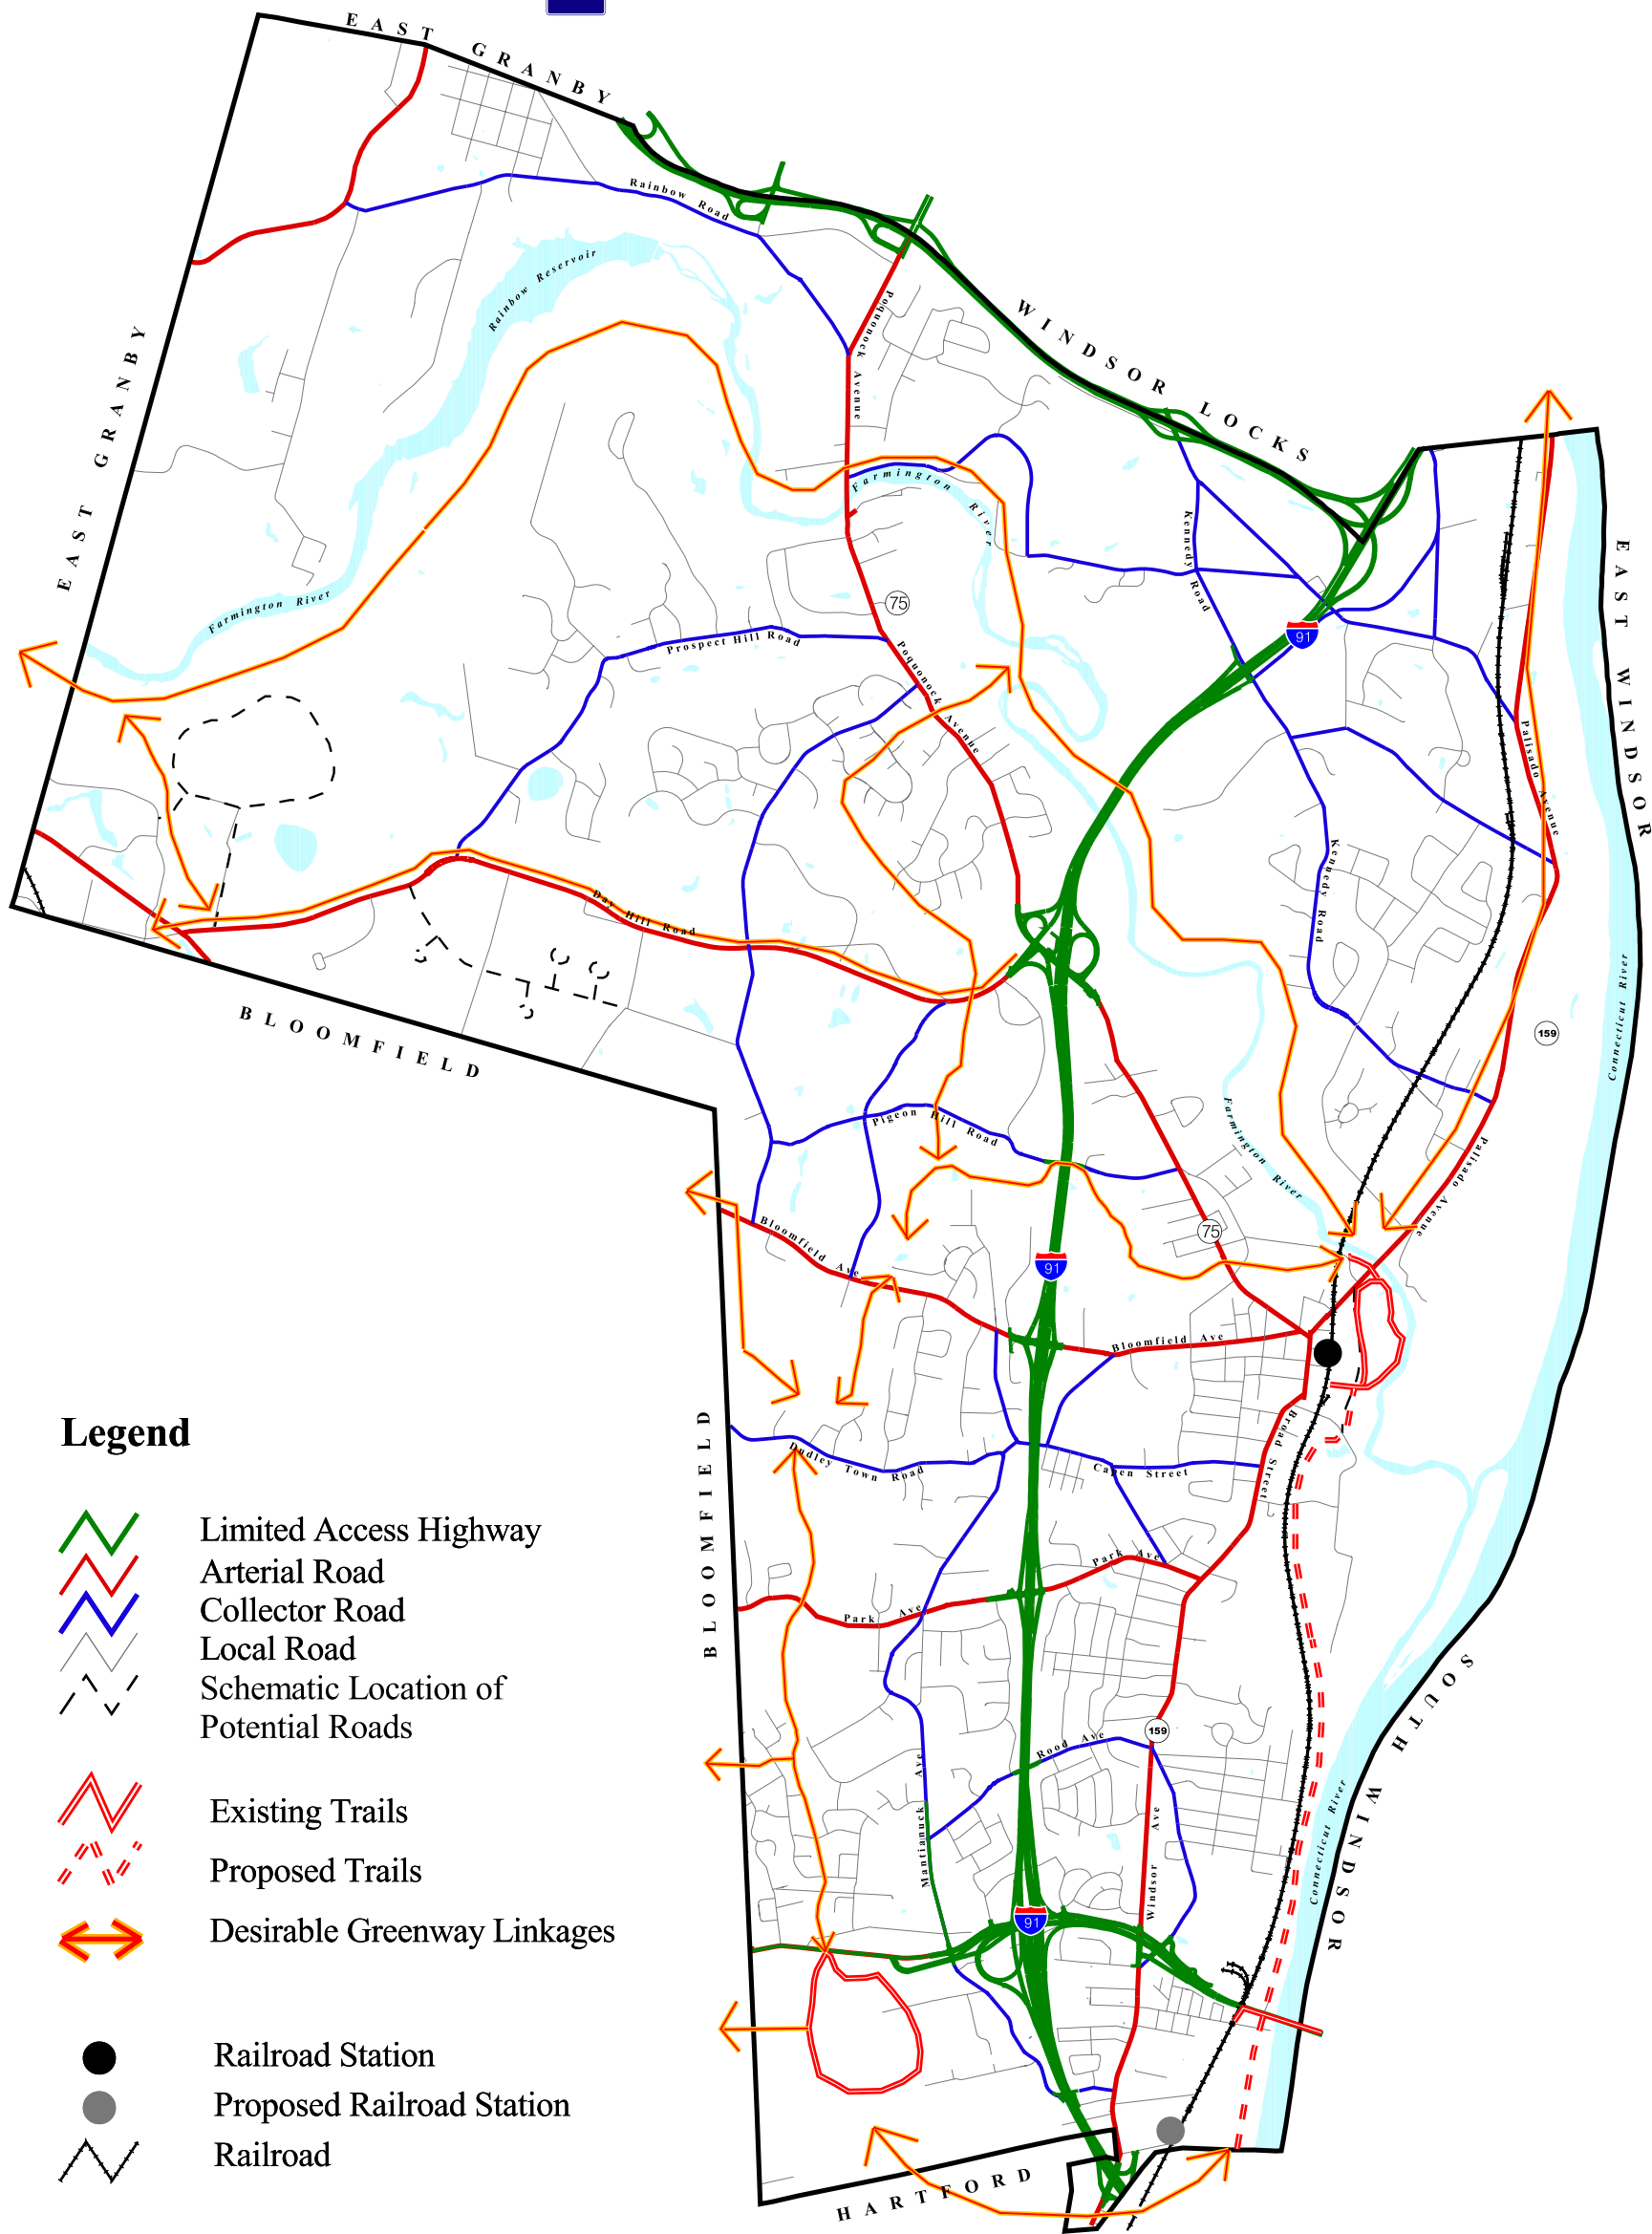 EAST GRANBY
Rainbow Road
Rainbow Reservoir
Poquonock Avenue
WINDSOR LOCKS
EAST GRANBY
Farmington River
Kennedy Road
EAST WINDSOR
Farmington River
75
91
Prospect Hill Road
Poquonock Avenue
Palisado Avenue
Kennedy Road
Day Hill Road
Connecticut River
BLOOMFIELD
159
Pigeon Hill Road
Farmington River
Palisado Avenue
75
Bloomfield Ave
91
Bloomfield Ave
BLOOMFIELD
Broad Street
Dudley Town Road
Capen Street
Park Ave
Park Ave
SOUTH WINDSOR
159
Rood Ave
Mantianuck Ave
Windsor Ave
Connecticut River
91
HARTFORD
Legend
Limited Access Highway
Arterial Road
Collector Road
Local Road
Schematic Location of
Potential Roads
Existing Trails
Proposed Trails
Desirable Greenway Linkages
Railroad Station
Proposed Railroad Station
Railroad